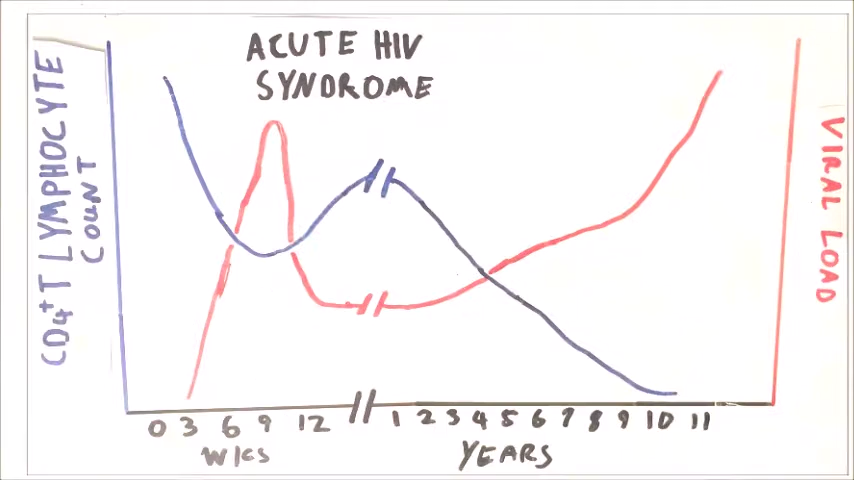 ACUTE HIV
SYNDROME
CD4+ T LYMPHOCYTE
COUNT
VIRAL LOAD
0 3 6 9 12 1 2 3 4 5 6 7 8 9 10 11
WKS YEARS